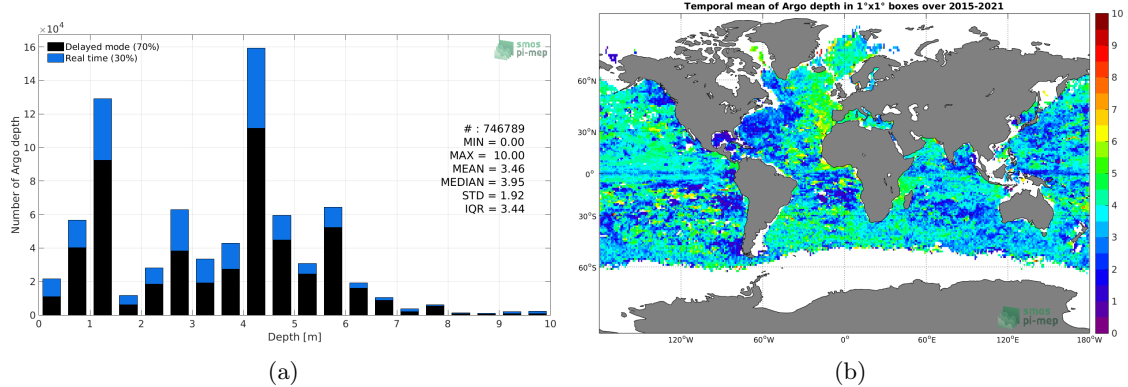 ×10⁴
16
14
12
10
8
6
4
2
0
Number of Argo depth
Delayed mode (70%)
Real time (30%)
smos
pi-mep
# : 746789
MIN = 0.00
MAX = 10.00
MEAN = 3.46
MEDIAN = 3.95
STD = 1.92
IQR = 3.44
0 1 2 3 4 5 6 7 8 9 10
Depth [m]
(a)
Temporal mean of Argo depth in 1°x1° boxes over 2015-2021
60°N
30°N
0°
30°S
60°S
120°W 60°W 0° 60°E 120°E 180°W
smos
pi-mep
10
9
8
7
6
5
4
3
2
1
0
(b)